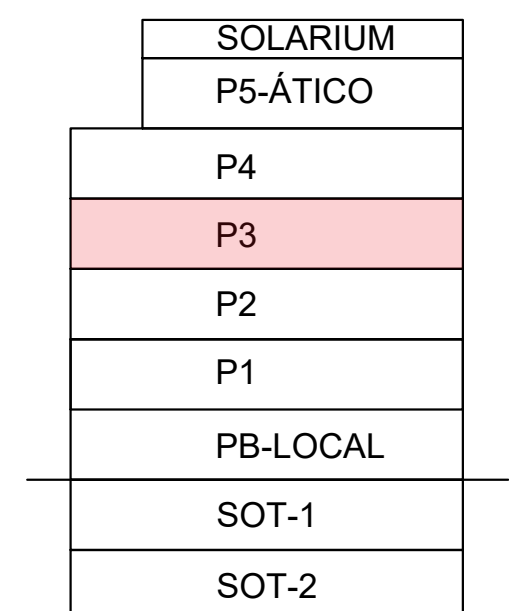 SOLARIUM
P5-ÁTICO
P4
P3
P2
P1
PB-LOCAL
SOT-1
SOT-2